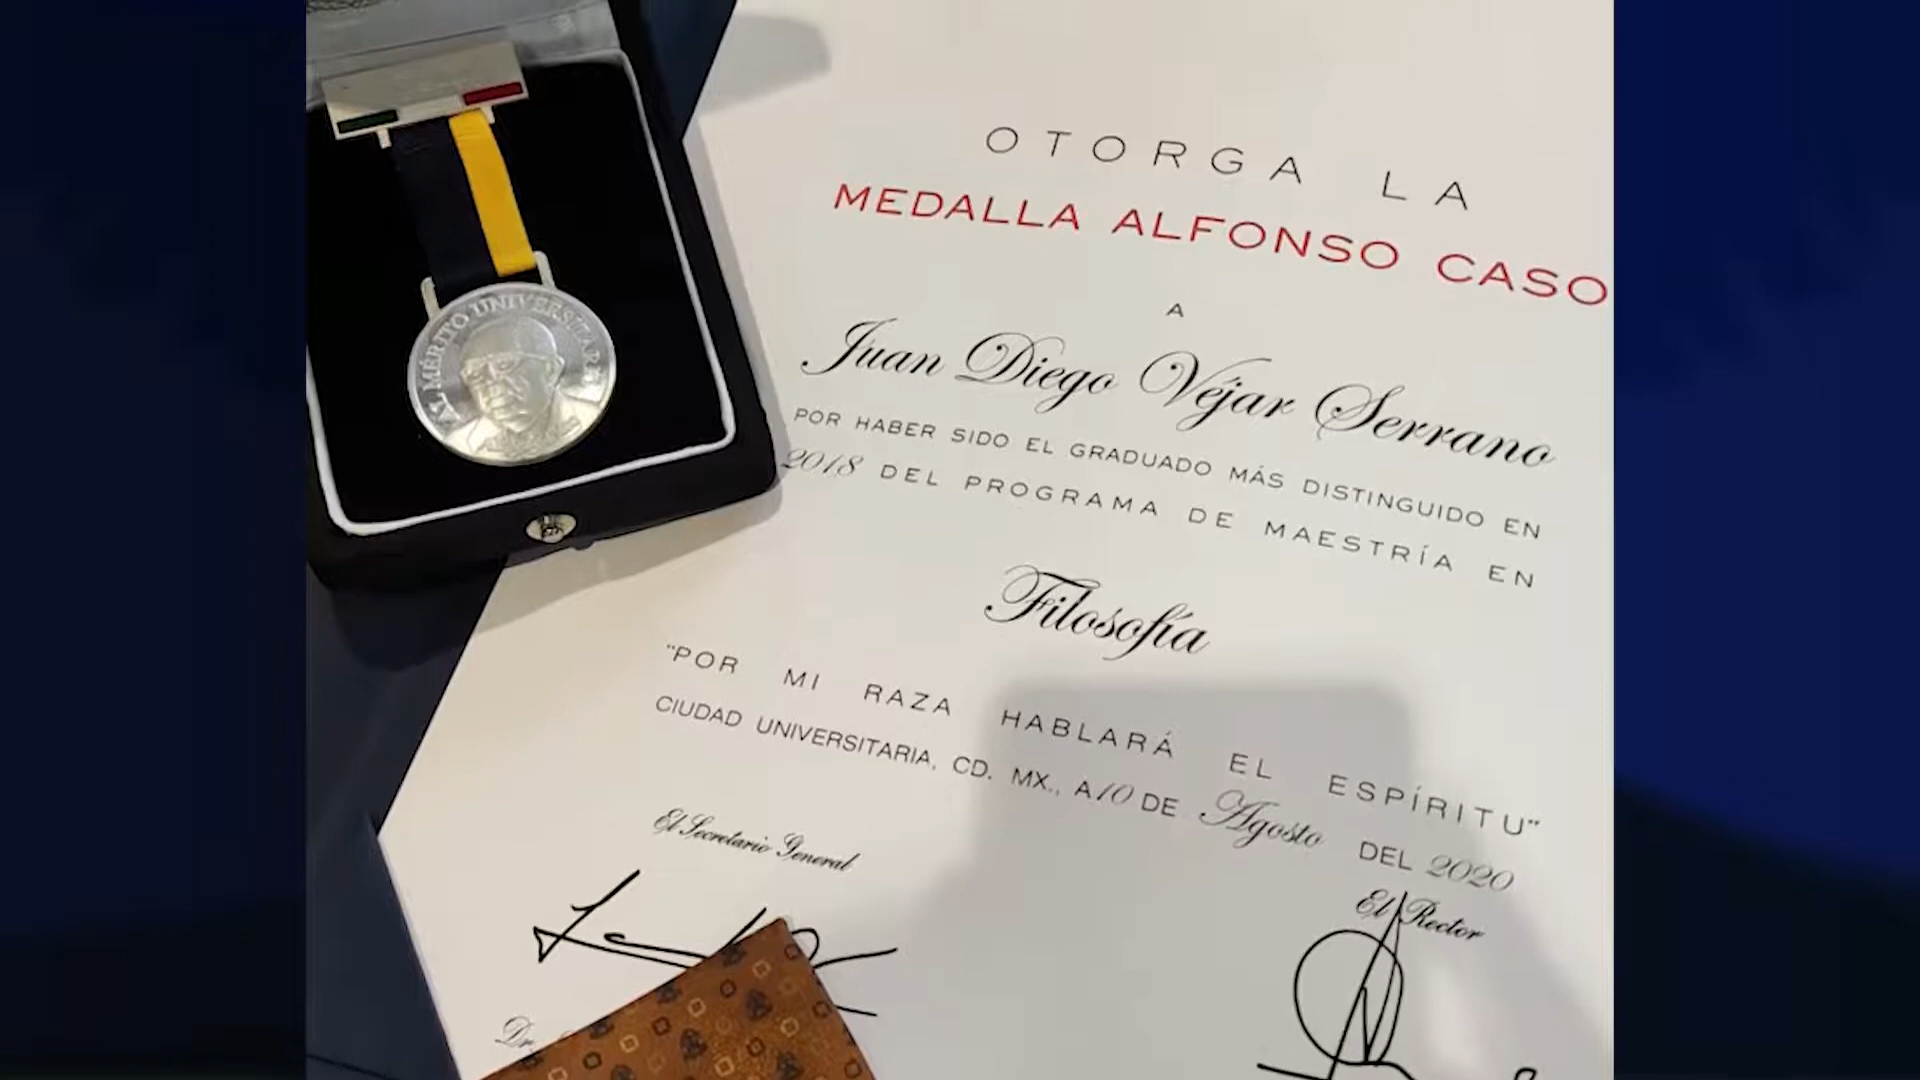 AL MÉRITO UNIVERSITARIO
OTORGA LA
MEDALLA ALFONSO CASO
A
Juan Diego Véjar Serrano
POR HABER SIDO EL GRADUADO MÁS DISTINGUIDO EN
2018 DEL PROGRAMA DE MAESTRÍA EN
Filosofía
"POR MI RAZA HABLARÁ EL ESPÍRITU"
CIUDAD UNIVERSITARIA, CD. MX., A 10 DE Agosto DEL 2020
El Secretario General
El Rector
Dr.